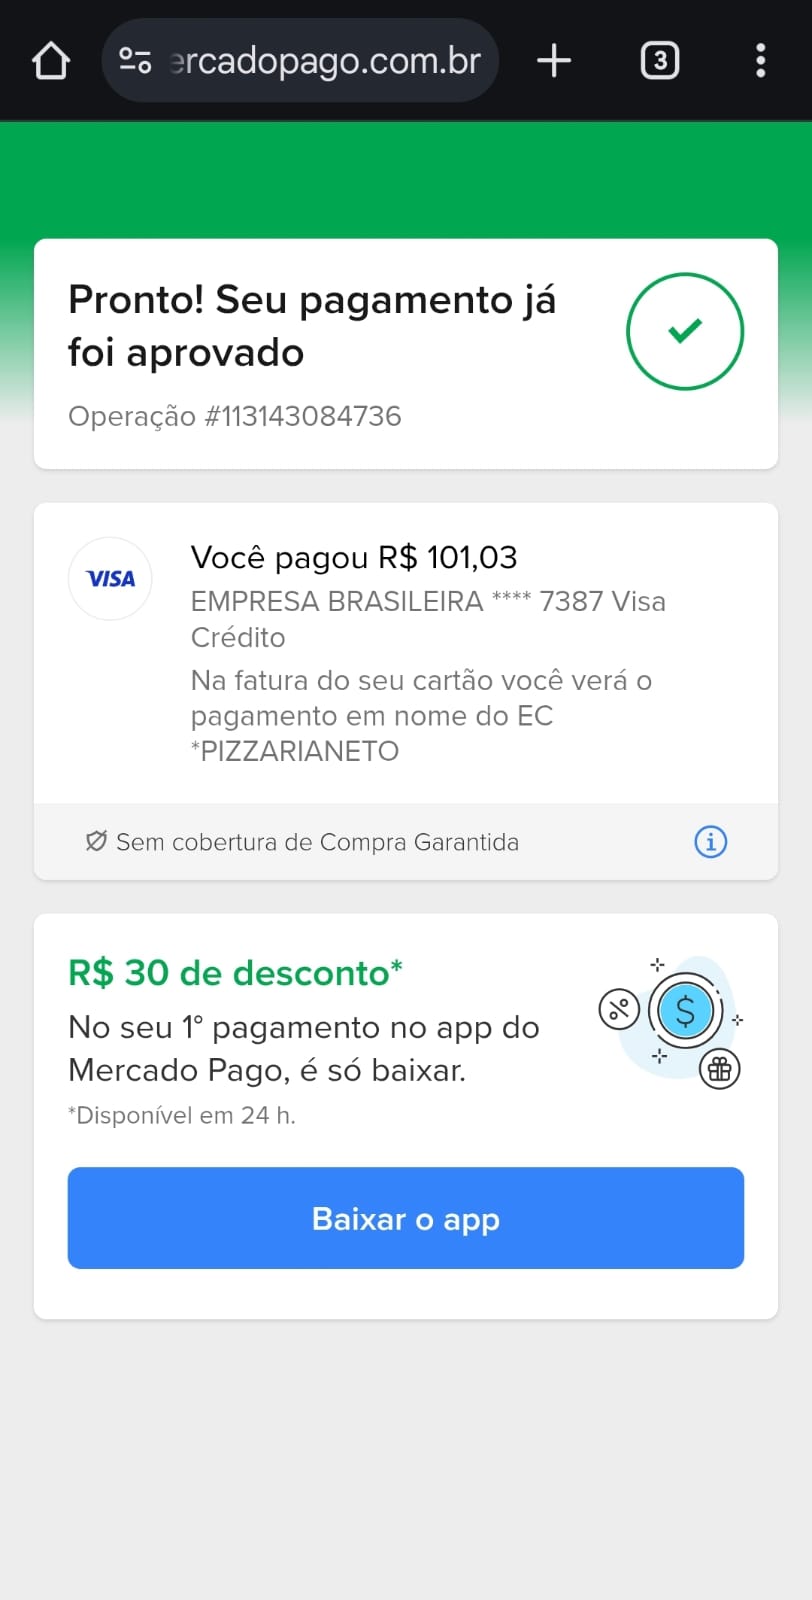 ercadopago.com.br
3
Pronto! Seu pagamento já
foi aprovado
Operação #113143084736
VISA
Você pagou R$ 101,03
EMPRESA BRASILEIRA **** 7387 Visa
Crédito
Na fatura do seu cartão você verá o
pagamento em nome do EC
*PIZZARIANETO
Sem cobertura de Compra Garantida
R$ 30 de desconto*
No seu 1° pagamento no app do
Mercado Pago, é só baixar.
*Disponível em 24 h.
Baixar o app